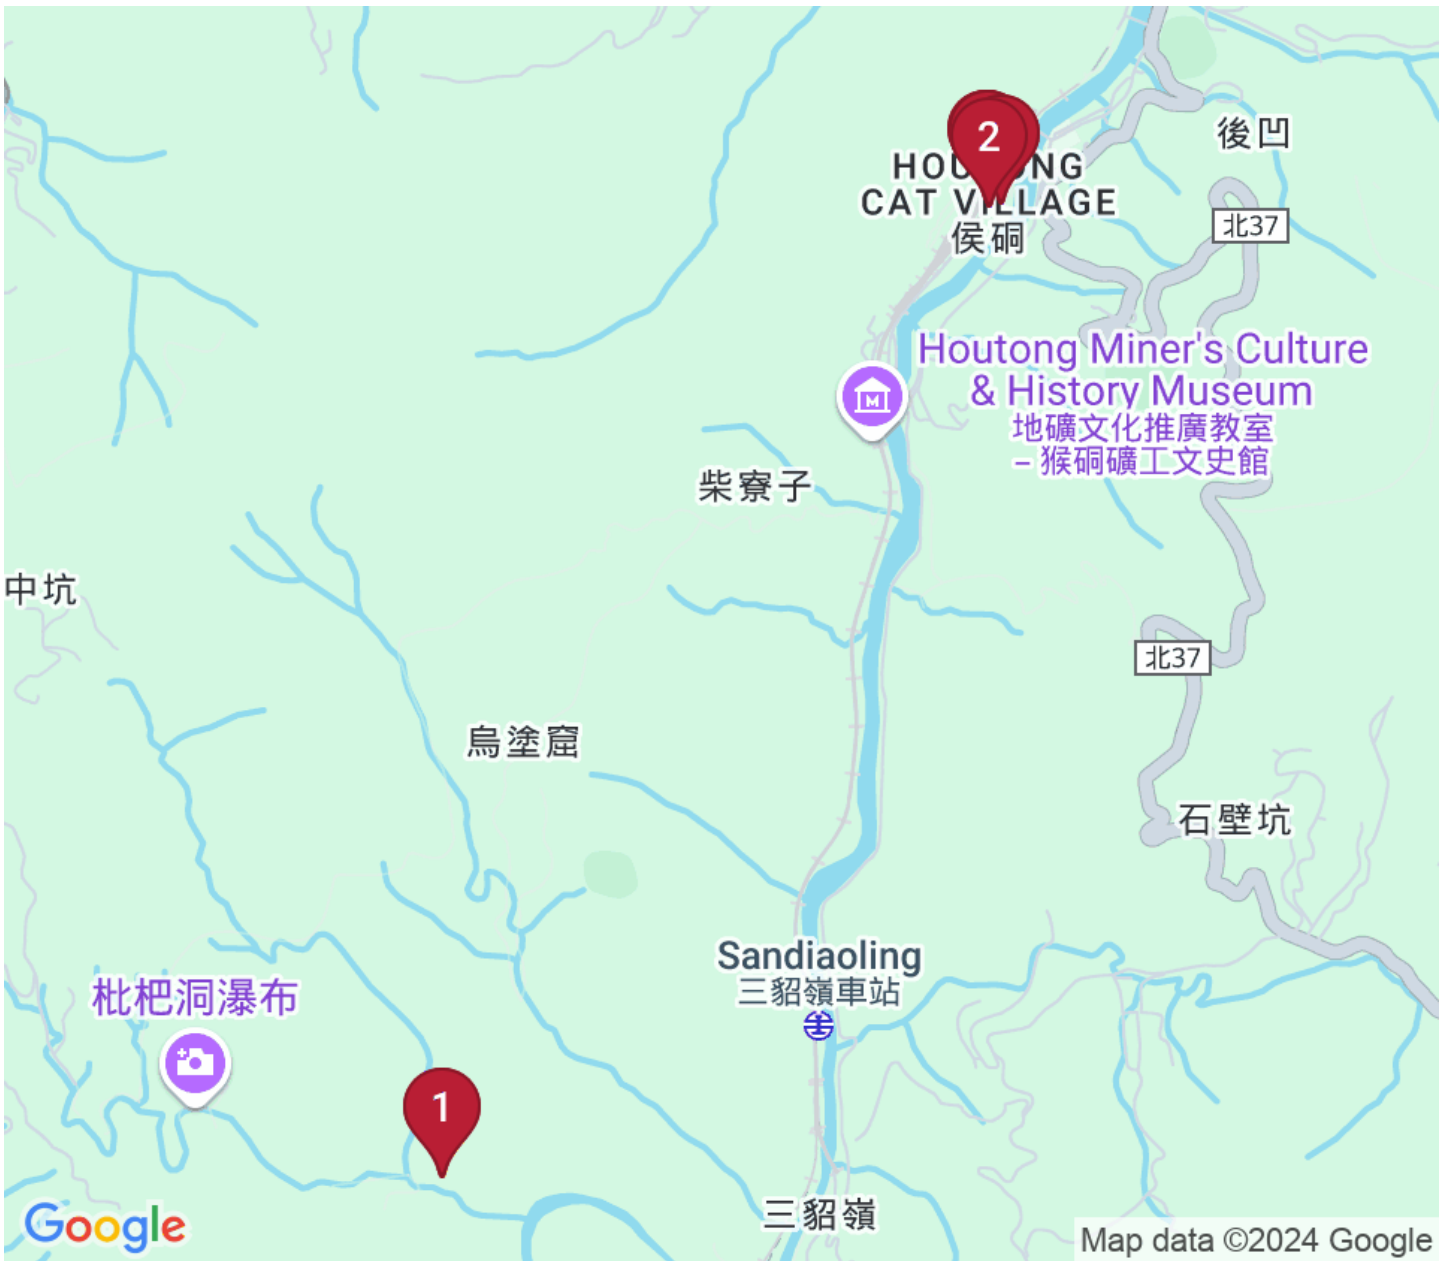 2
後凹
HOUTONG
CAT VILLAGE
侯硐
北37
Houtong Miner's Culture
& History Museum
地礦文化推廣教室
– 猴硐礦工文史館
M
柴寮子
中坑
北37
烏塗窟
石壁坑
Sandiaoling
三貂嶺車站
枇杷洞瀑布
1
三貂嶺
Google
Map data ©2024 Google